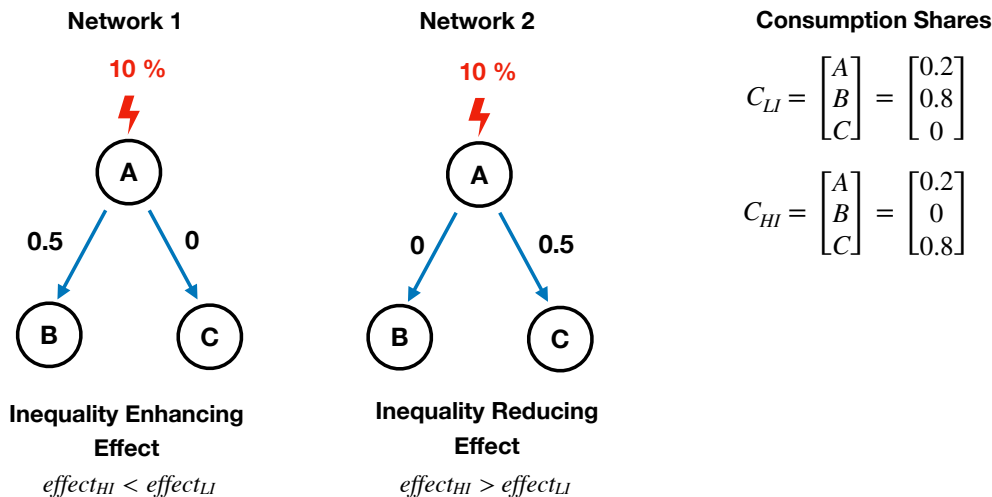 Network 1
10 %
A
0.5
0
B
C
Inequality Enhancing
Effect
effect_HI < effect_LI
Network 2
10 %
A
0
0.5
B
C
Inequality Reducing
Effect
effect_HI > effect_LI
Consumption Shares
C_LI = [A B C] = [0.2 0.8 0]
C_HI = [A B C] = [0.2 0 0.8]